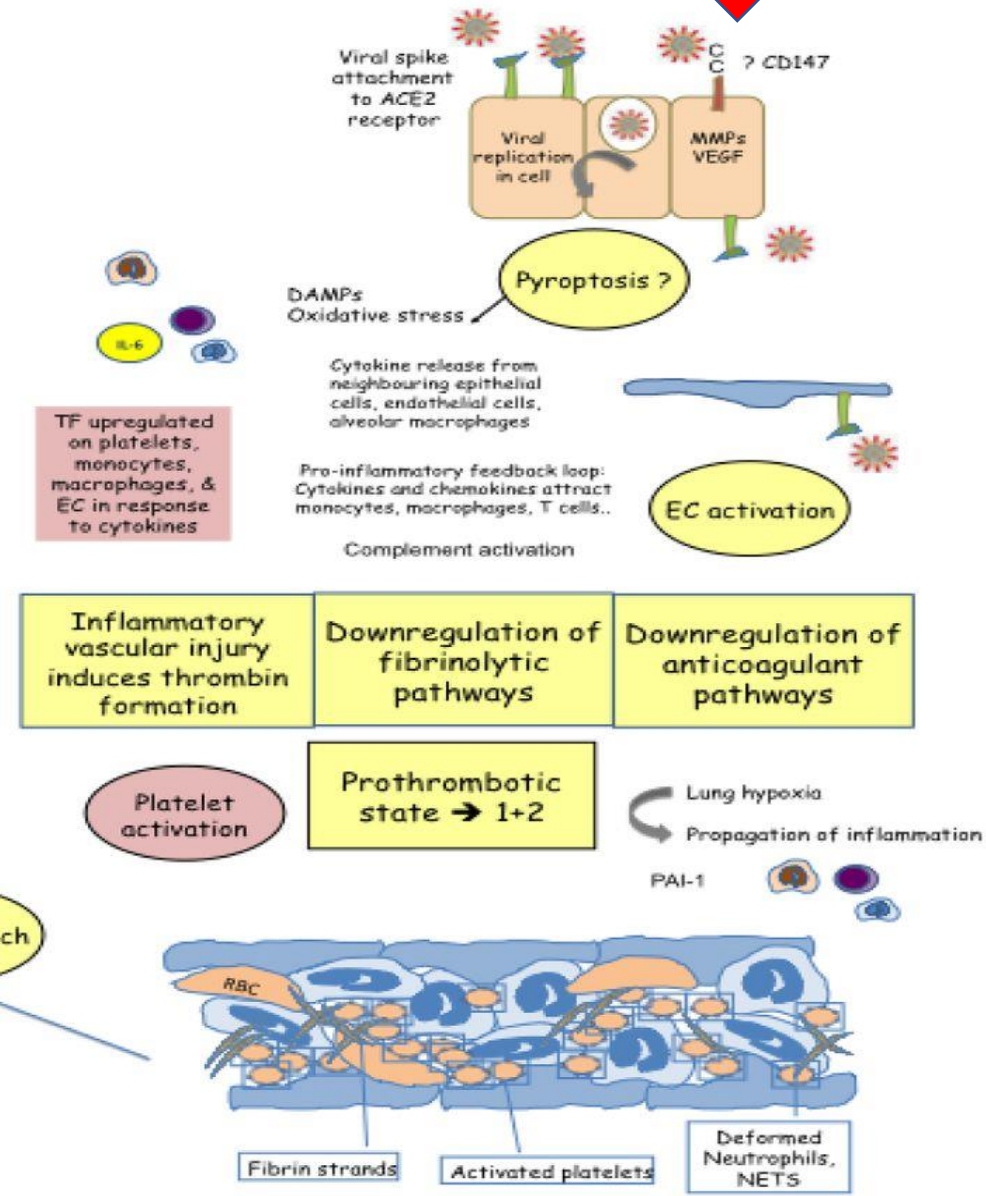 Viral spike
attachment
to ACE2
receptor
C
C
? CD147
Viral
replication
in cell
MMPs
VEGF
Pyroptosis ?
DAMPs
Oxidative stress
IL-6
Cytokine release from
neighbouring epithelial
cells, endothelial cells,
alveolar macrophages
TF upregulated
on platelets,
monocytes,
macrophages, &
EC in response
to cytokines
Pro-inflammatory feedback loop:
Cytokines and chemokines attract
monocytes, macrophages, T cells..
EC activation
Complement activation
Inflammatory
vascular injury
induces thrombin
formation
Downregulation of
fibrinolytic
pathways
Downregulation of
anticoagulant
pathways
Platelet
activation
Prothrombotic
state → 1+2
Lung hypoxia
Propagation of inflammation
PAI-1
ch
RBC
Fibrin strands
Activated platelets
Deformed
Neutrophils,
NETS